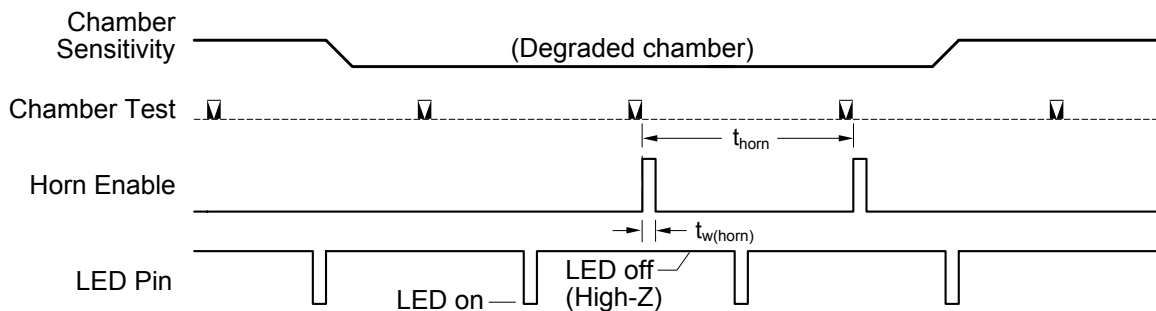 Chamber
Sensitivity
(Degraded chamber)
Chamber Test
thorn
Horn Enable
tw(horn)
LED Pin
LED on
LED off
(High-Z)